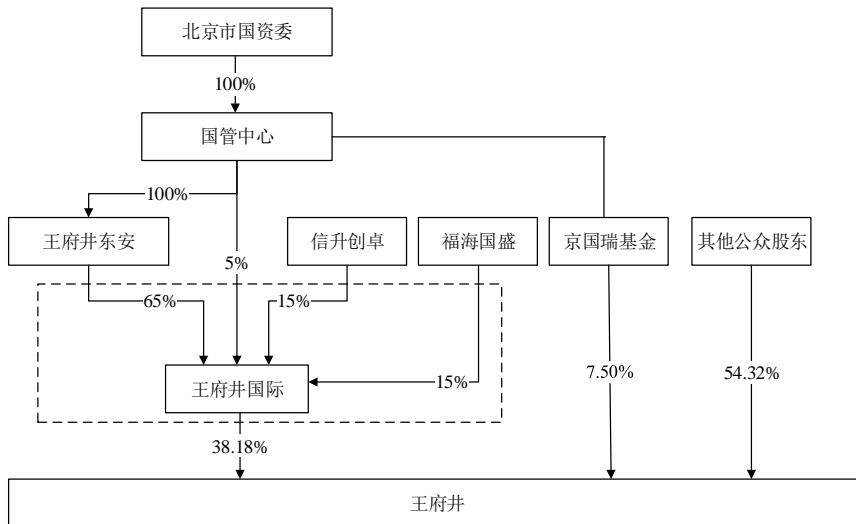 北京市国资委
100%
国管中心
100%
王府井东安
5%
信升创卓
福海国盛
京国瑞基金
其他公众股东
65%
15%
王府井国际
15%
7.50%
54.32%
38.18%
王府井